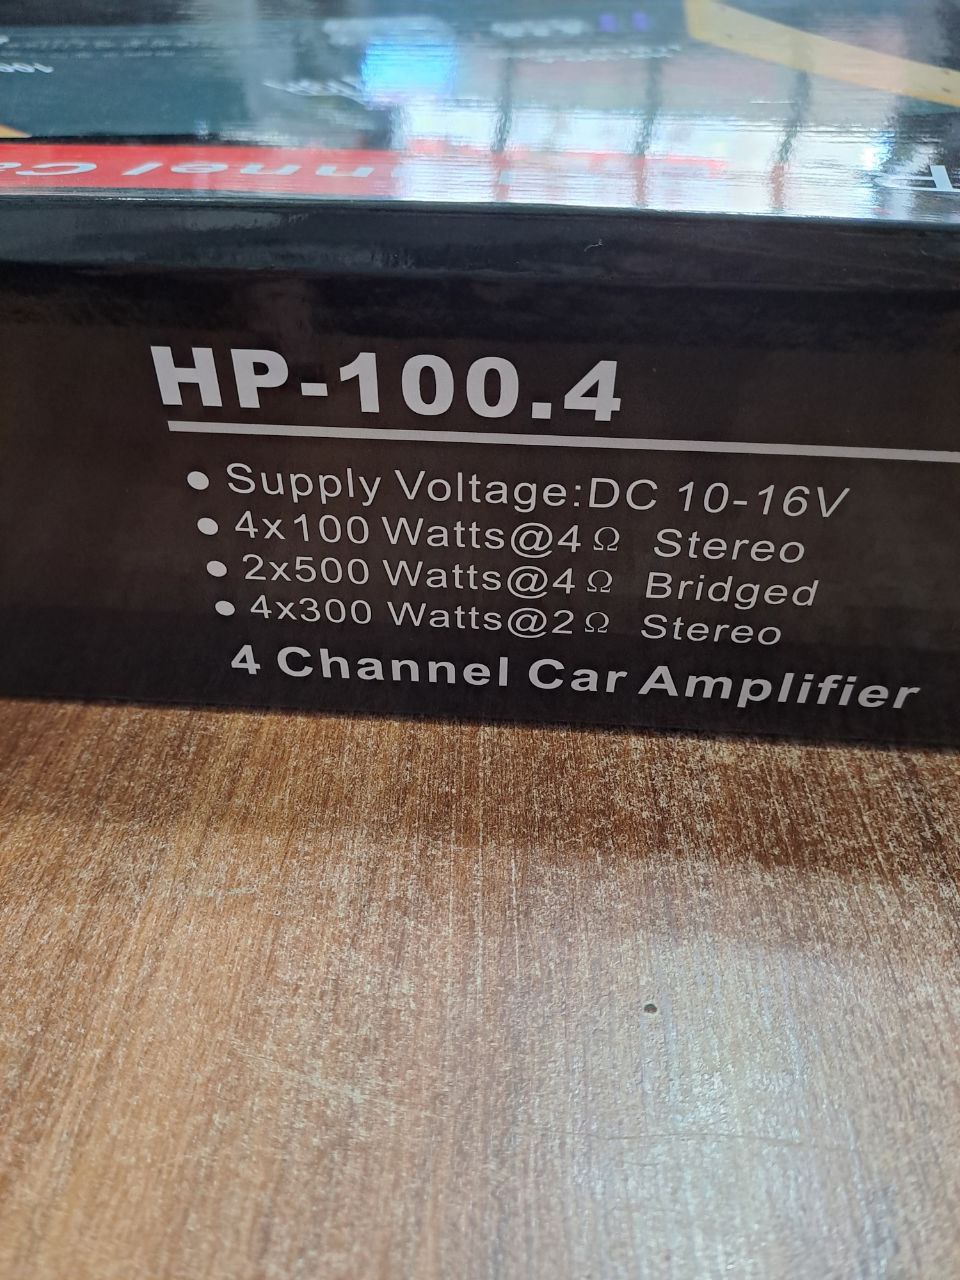 HP-100.4
● Supply Voltage:DC 10-16V
● 4x100 Watts@4Ω Stereo
● 2x500 Watts@4Ω Bridged
● 4x300 Watts@2Ω Stereo
4 Channel Car Amplifier